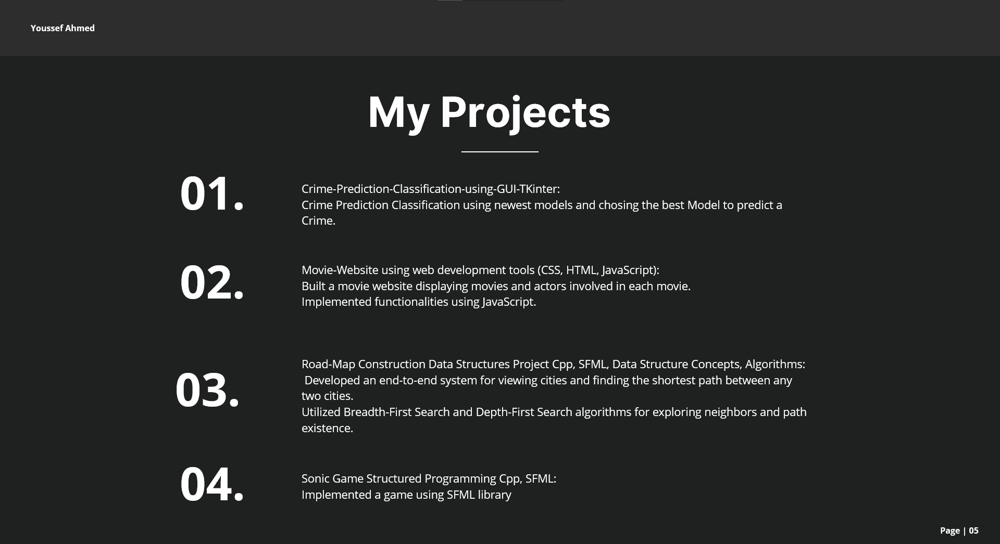 Youssef Ahmed
My Projects
01.
Crime-Prediction-Classification-using-GUI-TKinter:
Crime Prediction Classification using newest models and chosing the best Model to predict a
Crime.
02.
Movie-Website using web development tools (CSS, HTML, JavaScript):
Built a movie website displaying movies and actors involved in each movie.
Implemented functionalities using JavaScript.
03.
Road-Map Construction Data Structures Project Cpp, SFML, Data Structure Concepts, Algorithms:
Developed an end-to-end system for viewing cities and finding the shortest path between any
two cities.
Utilized Breadth-First Search and Depth-First Search algorithms for exploring neighbors and path
existence.
04.
Sonic Game Structured Programming Cpp, SFML:
Implemented a game using SFML library
Page | 05